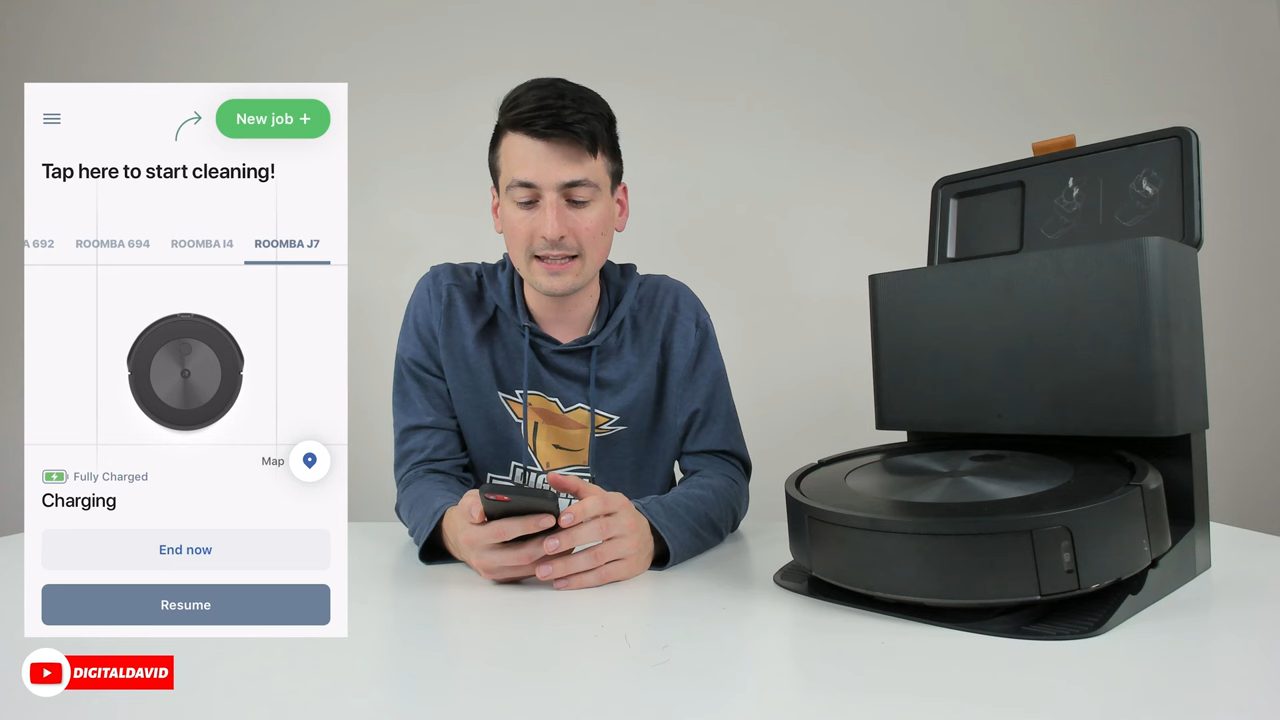 New job +
Tap here to start cleaning!
A 692
ROOMBA 694
ROOMBA I4
ROOMBA J7
Map
Fully Charged
Charging
End now
Resume
DIGITALDAVID